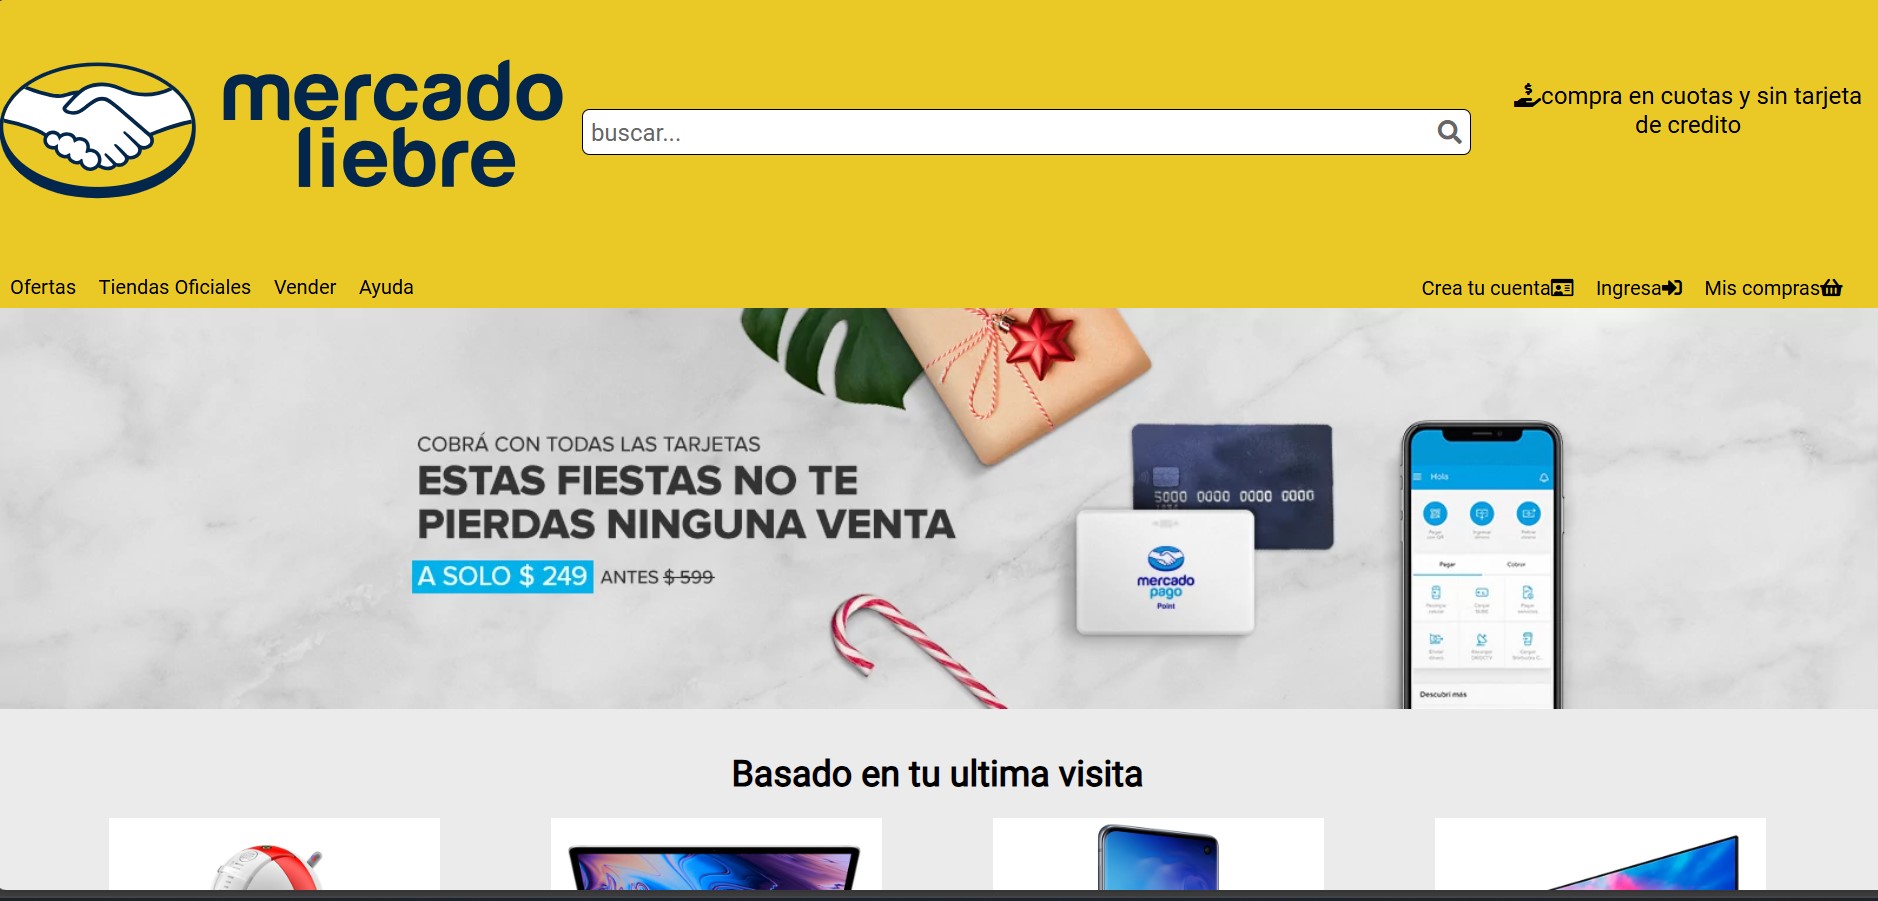 mercado
liebre
buscar...
compra en cuotas y sin tarjeta
de credito
Ofertas Tiendas Oficiales Vender Ayuda
Crea tu cuenta Ingresa Mis compras
COBRÁ CON TODAS LAS TARJETAS
ESTAS FIESTAS NO TE
PIERDAS NINGUNA VENTA
A SOLO $ 249 ANTES $ 599
5000 0000 0000 0000
mercado
pago
Point
Hola
Pagar Cobrar
Descubrí más
Basado en tu ultima visita